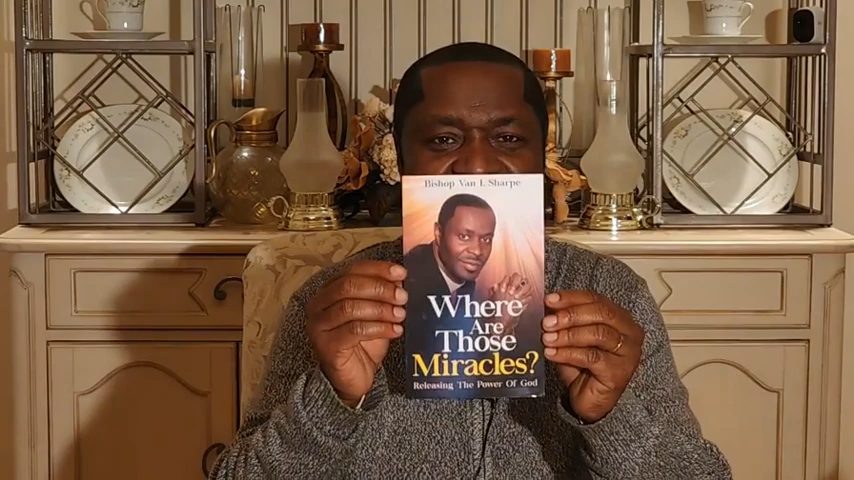 Bishop Van L. Sharpe
Where
Are
Those
Miracles?
Releasing The Power Of God